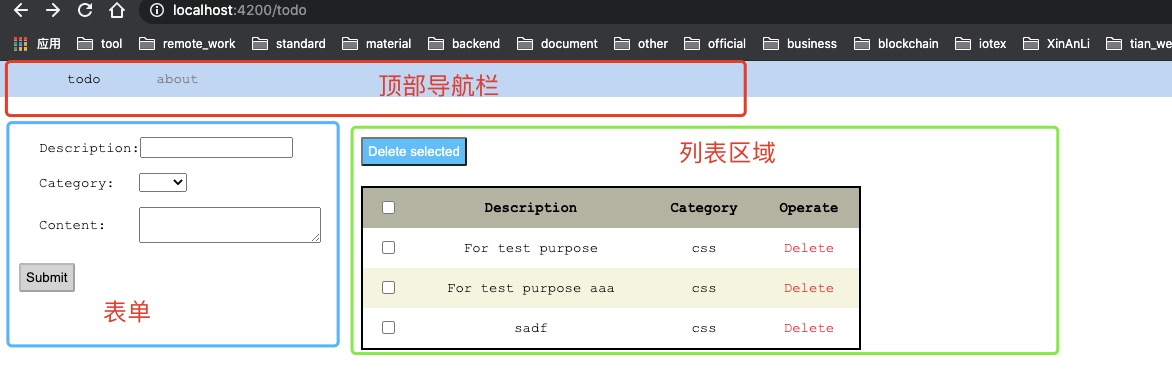 localhost:4200/todo
应用 tool remote_work standard material backend document other official business blockchain iotex XinAnLi tian_we
todo about 顶部导航栏
Description:
Category:
Content:
Submit
表单
Delete selected 列表区域
Description Category Operate
For test purpose css Delete
For test purpose aaa css Delete
sadf css Delete